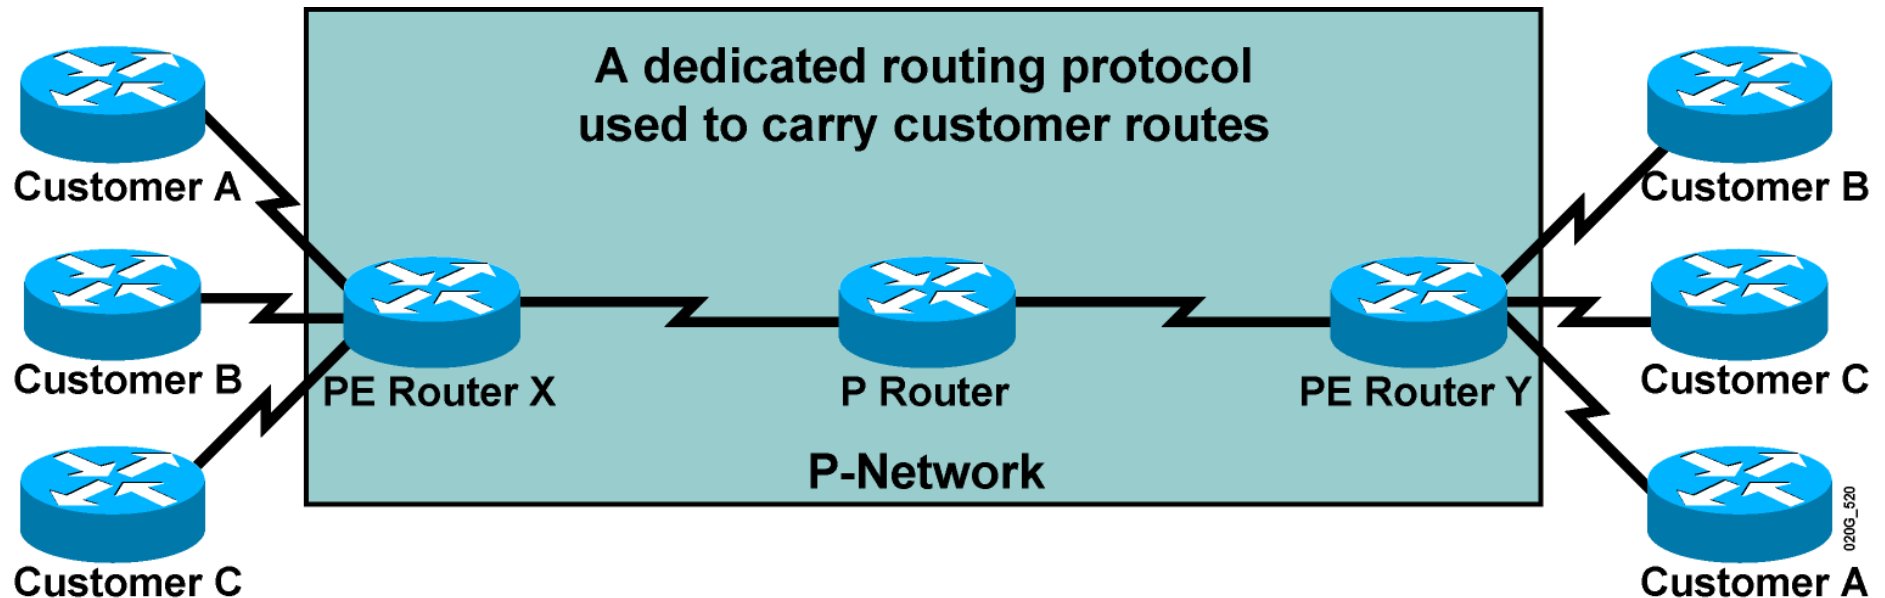 A dedicated routing protocol
used to carry customer routes
Customer A
Customer B
Customer B
Customer C
PE Router X
P Router
PE Router Y
P-Network
Customer C
Customer A
020G_520